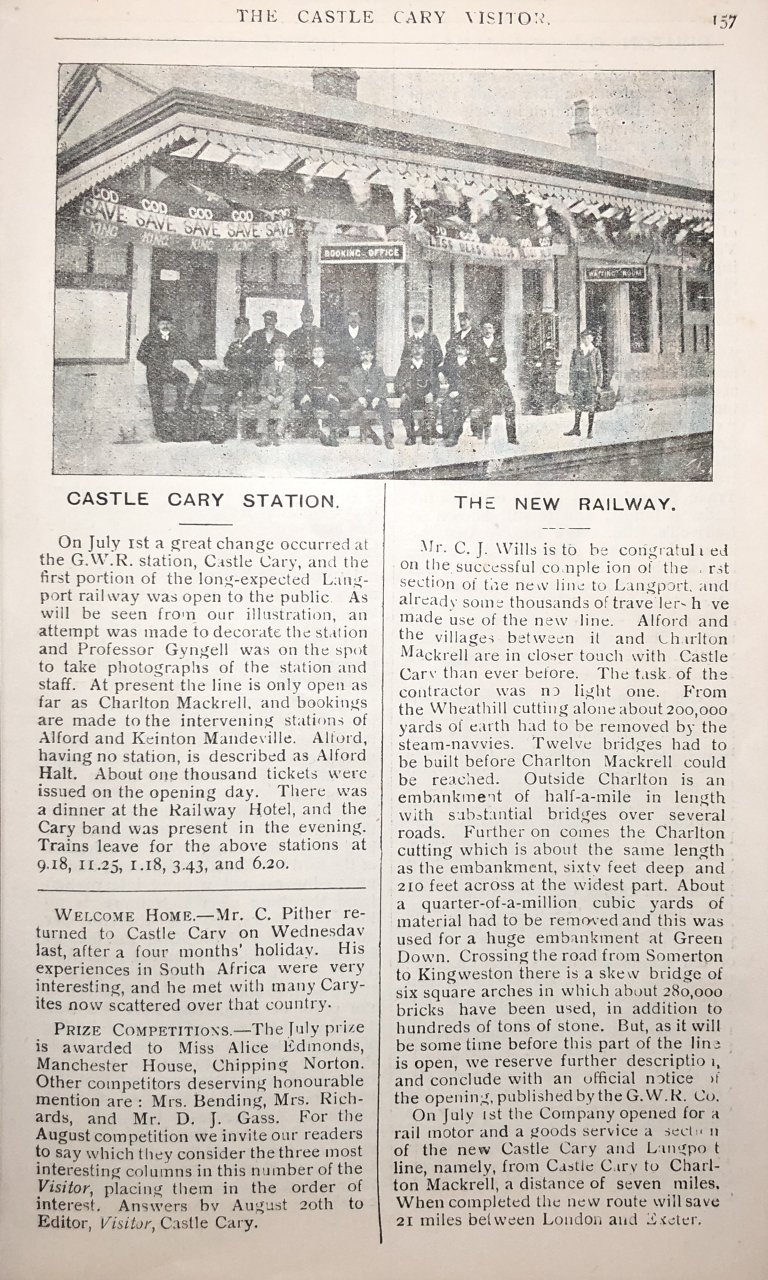 THE CASTLE CARY VISITOR.
157
GOD GOD GOD GOD
SAVE SAVE SAVE SAVE SAVE
KING KING KING KING KING
BOOKING OFFICE
BLESS
WAITING ROOM
CASTLE CARY STATION.
On July 1st a great change occurred at
the G.W.R. station, Castle Cary, and the
first portion of the long-expected Lang-
port railway was open to the public. As
will be seen from our illustration, an
attempt was made to decorate the station
and Professor Gyngell was on the spot
to take photographs of the station and
staff. At present the line is only open as
far as Charlton Mackrell, and bookings
are made to the intervening stations of
Alford and Keinton Mandeville. Alford,
having no station, is described as Alford
Halt. About one thousand tickets were
issued on the opening day. There was
a dinner at the Railway Hotel, and the
Cary band was present in the evening.
Trains leave for the above stations at
9.18, 11.25, 1.18, 3.43, and 6.20.
WELCOME HOME.—Mr. C. Pither re-
turned to Castle Cary on Wednesday
last, after a four months' holiday. His
experiences in South Africa were very
interesting, and he met with many Cary-
ites now scattered over that country.
PRIZE COMPETITIONS.—The July prize
is awarded to Miss Alice Edmonds,
Manchester House, Chipping Norton.
Other competitors deserving honourable
mention are : Mrs. Bending, Mrs. Rich-
ards, and Mr. D. J. Gass. For the
August competition we invite our readers
to say which they consider the three most
interesting columns in this number of the
Visitor, placing them in the order of
interest. Answers by August 20th to
Editor, Visitor, Castle Cary.
THE NEW RAILWAY.
Mr. C. J. Wills is to be congratulated
on the successful completion of the first
section of the new line to Langport, and
already some thousands of travellers have
made use of the new line. Alford and
the villages between it and Charlton
Mackrell are in closer touch with Castle
Cary than ever before. The task of the
contractor was no light one. From
the Wheathill cutting alone about 200,000
yards of earth had to be removed by the
steam-navvies. Twelve bridges had to
be built before Charlton Mackrell could
be reached. Outside Charlton is an
embankment of half-a-mile in length
with substantial bridges over several
roads. Further on comes the Charlton
cutting which is about the same length
as the embankment, sixty feet deep and
210 feet across at the widest part. About
a quarter-of-a-million cubic yards of
material had to be removed and this was
used for a huge embankment at Green
Down. Crossing the road from Somerton
to Kingweston there is a skew bridge of
six square arches in which about 280,000
bricks have been used, in addition to
hundreds of tons of stone. But, as it will
be some time before this part of the line
is open, we reserve further description,
and conclude with an official notice of
the opening, published by the G.W.R. Co.
On July 1st the Company opened for a
rail motor and a goods service a section
of the new Castle Cary and Langport
line, namely, from Castle Cary to Charl-
ton Mackrell, a distance of seven miles.
When completed the new route will save
21 miles between London and Exeter.